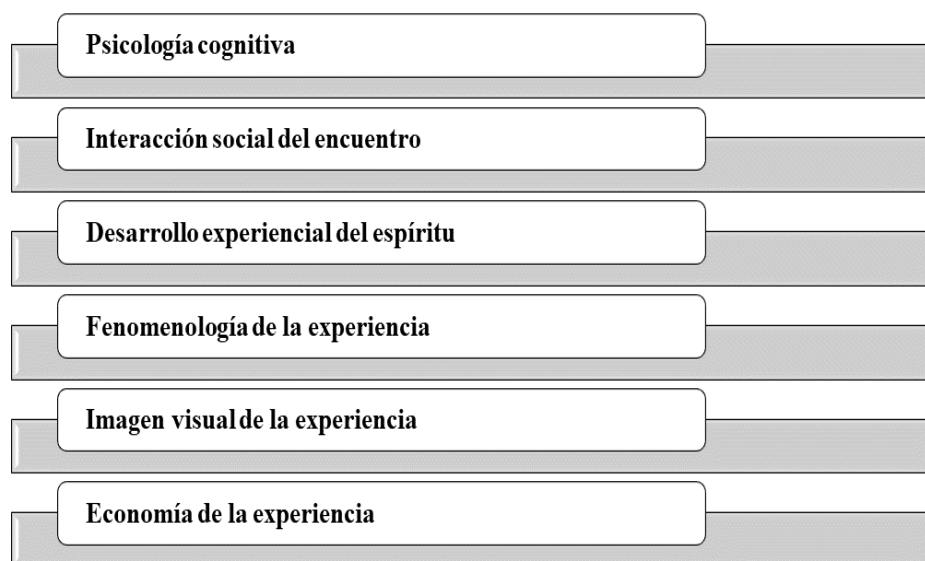 Psicología cognitiva
Interacción social del encuentro
Desarrollo experiencial del espíritu
Fenomenología de la experiencia
Imagen visual de la experiencia
Economía de la experiencia